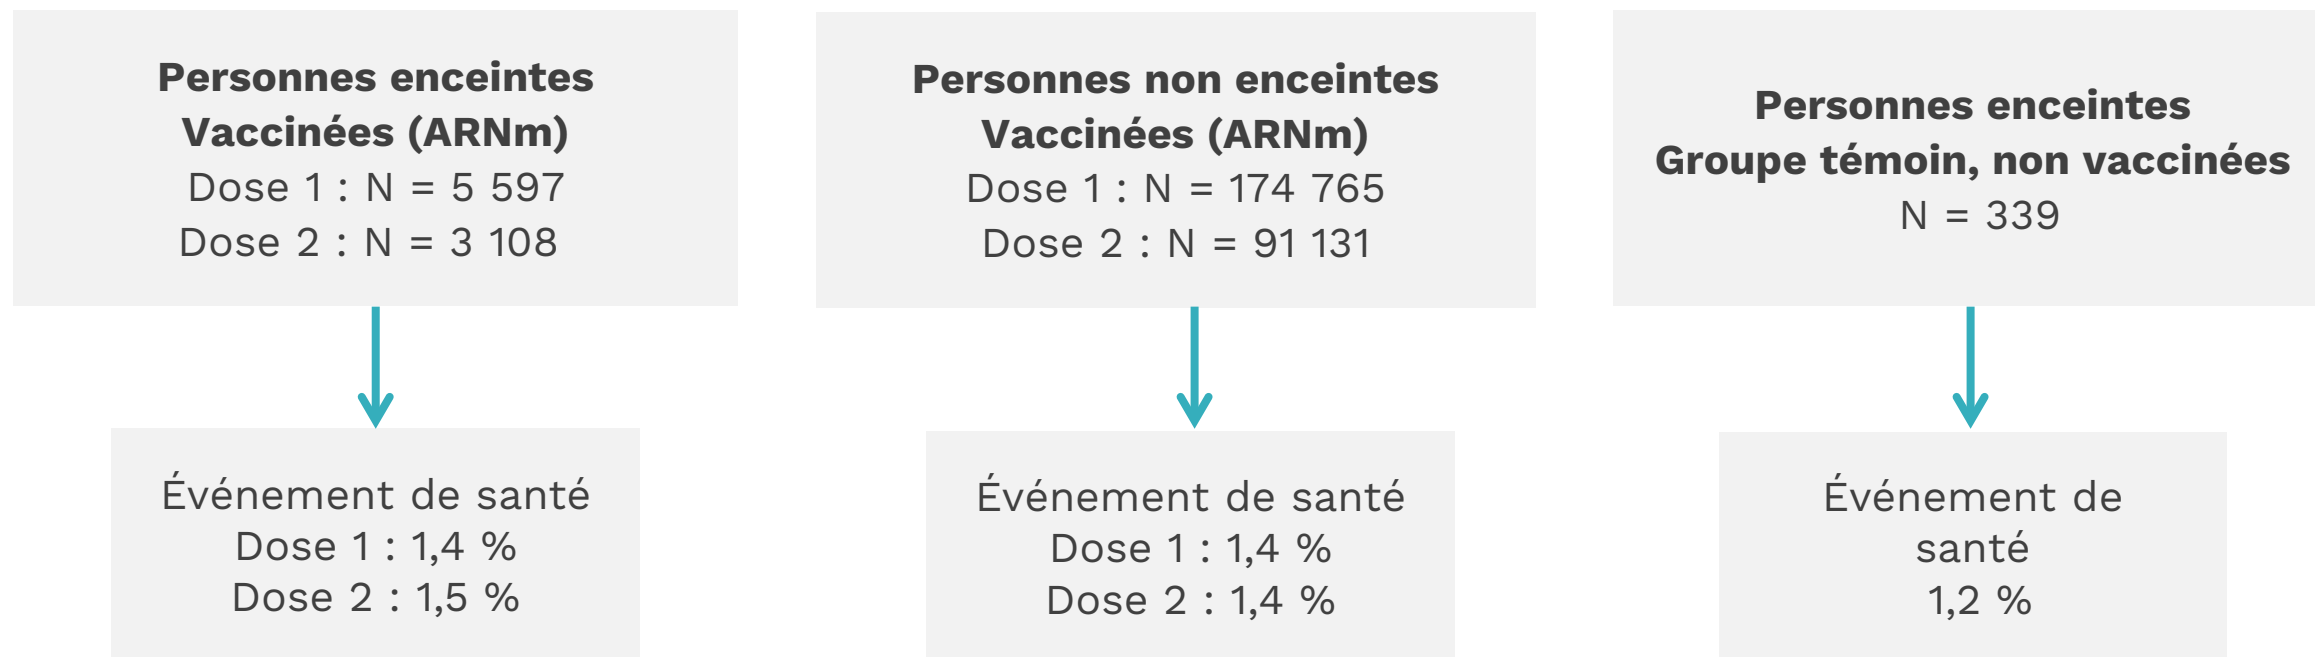 Personnes enceintes
Vaccinées (ARNm)
Dose 1 : N = 5 597
Dose 2 : N = 3 108
Personnes non enceintes
Vaccinées (ARNm)
Dose 1 : N = 174 765
Dose 2 : N = 91 131
Personnes enceintes
Groupe témoin, non vaccinées
N = 339
Événement de santé
Dose 1 : 1,4 %
Dose 2 : 1,5 %
Événement de santé
Dose 1 : 1,4 %
Dose 2 : 1,4 %
Événement de
santé
1,2 %